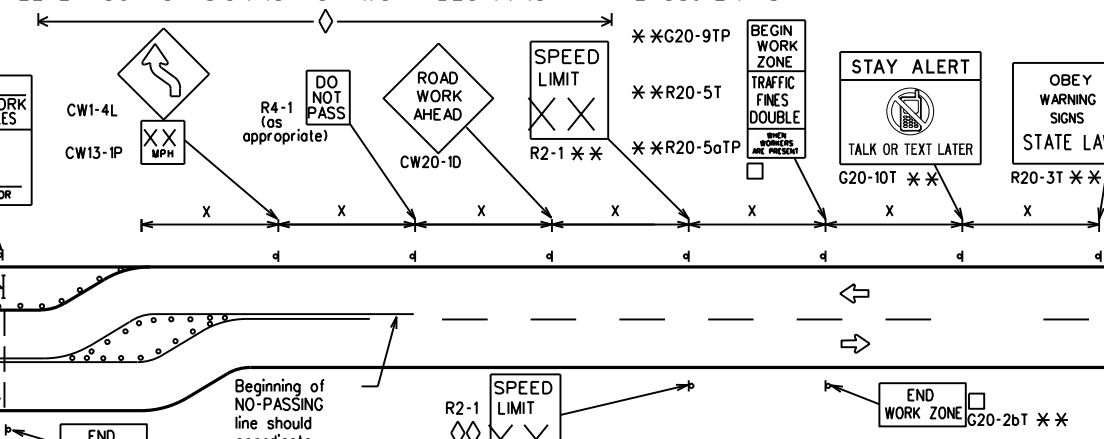 CW1-4L
XX
MPH
CW13-1P
DO
NOT
PASS
R4-1
(as
appropriate)
ROAD
WORK
AHEAD
CW20-1D
SPEED
LIMIT
XX
R2-1 **
**G20-9TP
**R20-5T
**R20-5aTP
BEGIN
WORK
ZONE
TRAFFIC
FINES
DOUBLE
WHEN
WORKERS
ARE PRESENT
STAY ALERT
TALK OR TEXT LATER
G20-10T **
OBEY
WARNING
SIGNS
STATE LA
R20-3T **
X X X X X X X
Beginning of
NO-PASSING
line should
R2-1
SPEED
LIMIT
END
WORK ZONE
G20-2bT **
END